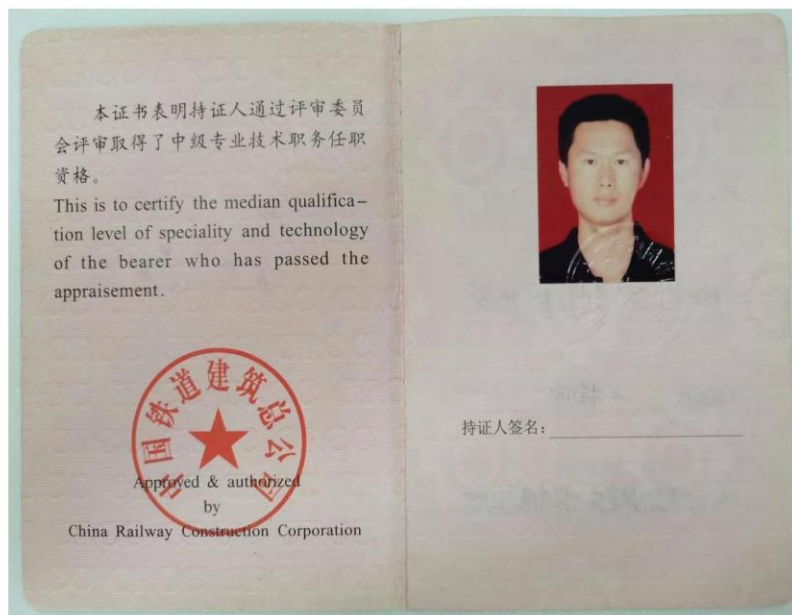 本证书表明持证人通过评审委员
会评审取得了中级专业技术职务任职
资格。
This is to certify the median qualifica-
tion level of speciality and technology
of the bearer who has passed the
appraisement.
中国铁道建筑总公司
Approved & authorized
by
China Railway Construction Corporation
持证人签名: